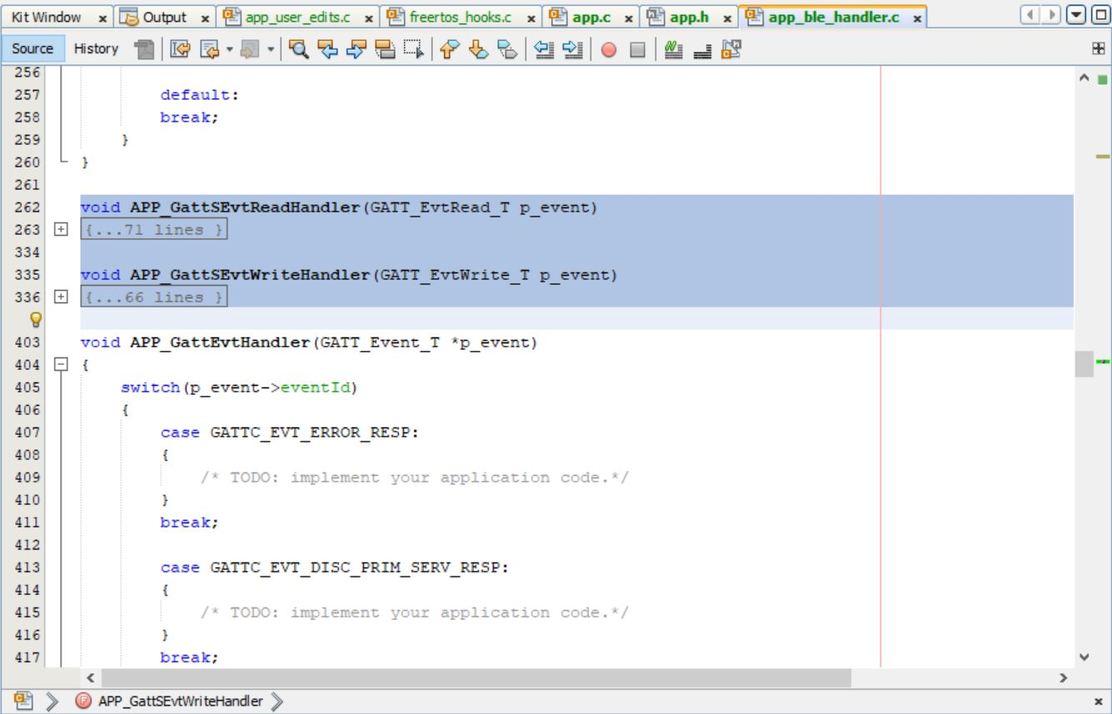 Kit Window Output app_user_edits.c freertos_hooks.c app.c app.h app_ble_handler.c
Source History
256
257 default:
258 break;
259 }
260 }
261
262 void APP_GattSEvtReadHandler(GATT_EvtRead_T p_event)
263 {...71 lines }
334
335 void APP_GattSEvtWriteHandler(GATT_EvtWrite_T p_event)
336 {...66 lines }
403 void APP_GattEvtHandler(GATT_Event_T *p_event)
404 {
405 switch(p_event->eventId)
406 {
407 case GATTC_EVT_ERROR_RESP:
408 {
409 /* TODO: implement your application code.*/
410 }
411 break;
412
413 case GATTC_EVT_DISC_PRIM_SERV_RESP:
414 {
415 /* TODO: implement your application code.*/
416 }
417 break;
APP_GattSEvtWriteHandler